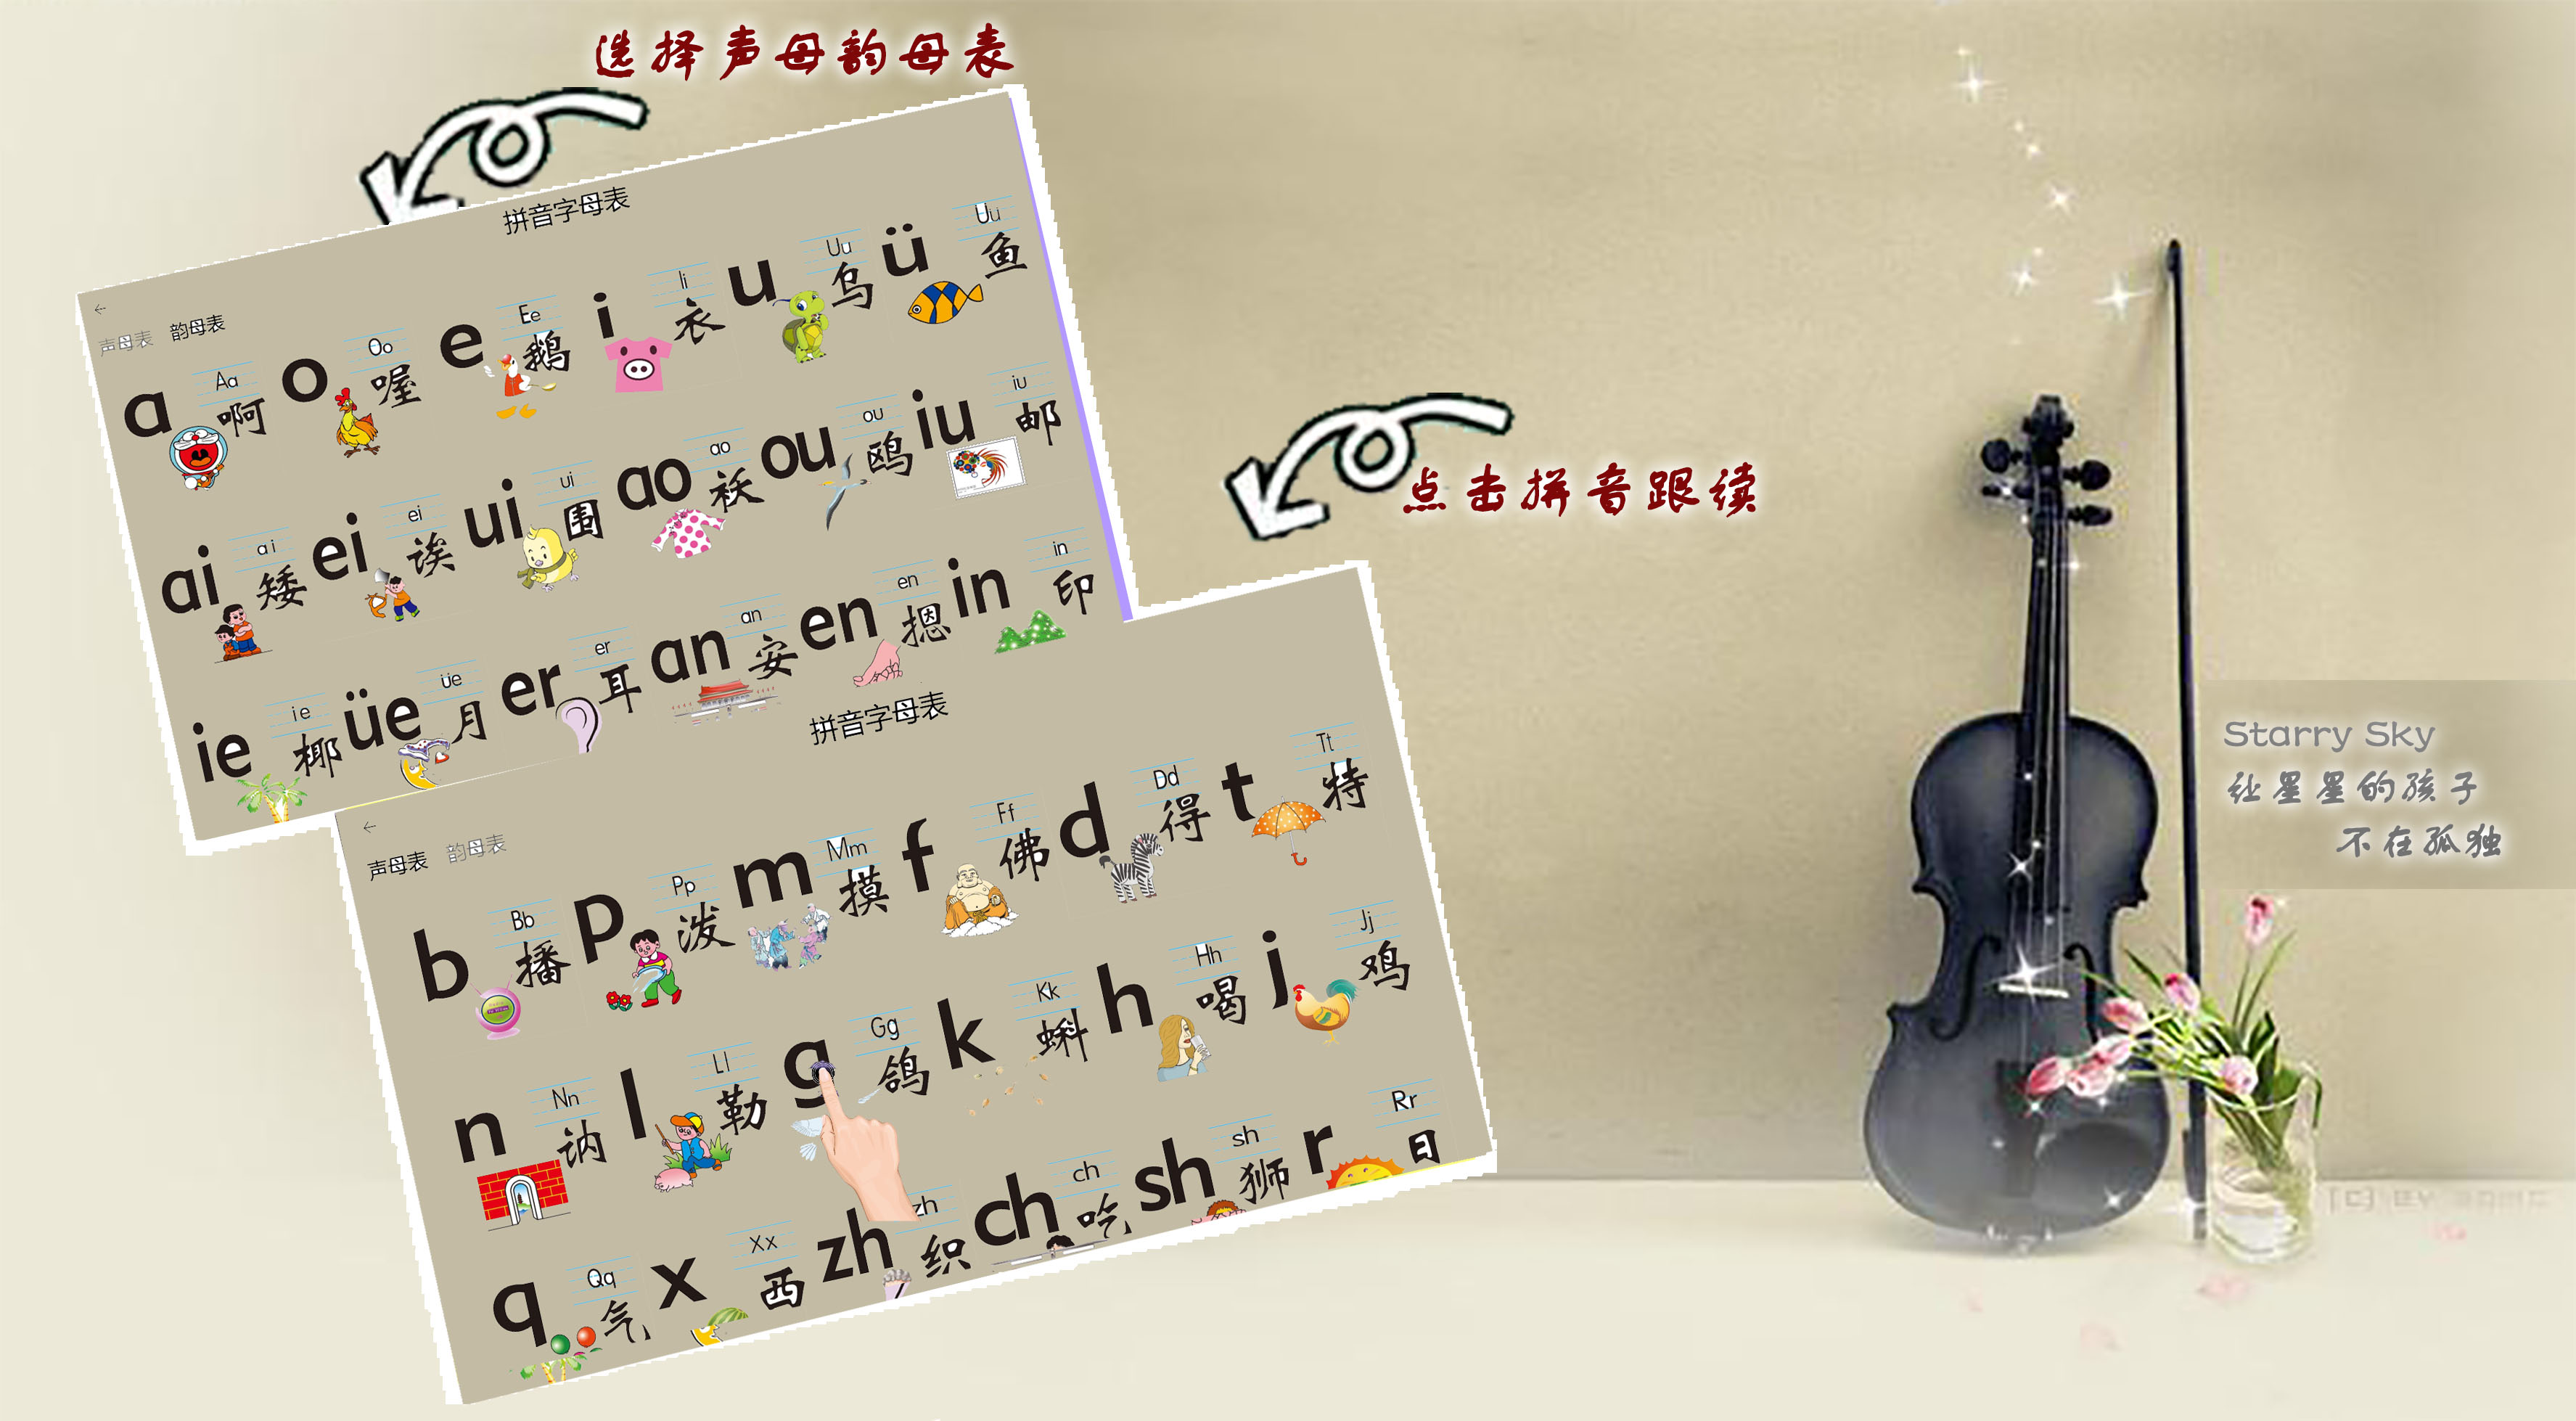 选择声母韵母表
拼音字母表
←
声母表 韵母表
a Aa 啊 o Oo 喔 e Ee 鹅 i Ii 衣 u Uu 乌 ü Üü 鱼
ai ai 矮 ei ei 诶 ui ui 围 ao ao 袄 ou ou 鸥 iu iu 邮
ie ie 椰 üe üe 月 er er 耳 an an 安 en en 摁 in in 印
点击拼音跟读
拼音字母表
←
声母表 韵母表
b Bb 播 p Pp 泼 m Mm 摸 f Ff 佛 d Dd 得 t Tt 特
n Nn 讷 l Ll 勒 g Gg 鸽 k Kk 蝌 h Hh 喝 j Jj 鸡
q Qq 气 x Xx 西 zh zh 织 ch ch 吃 sh sh 狮 r Rr 日
Starry Sky
让星星的孩子
不在孤独